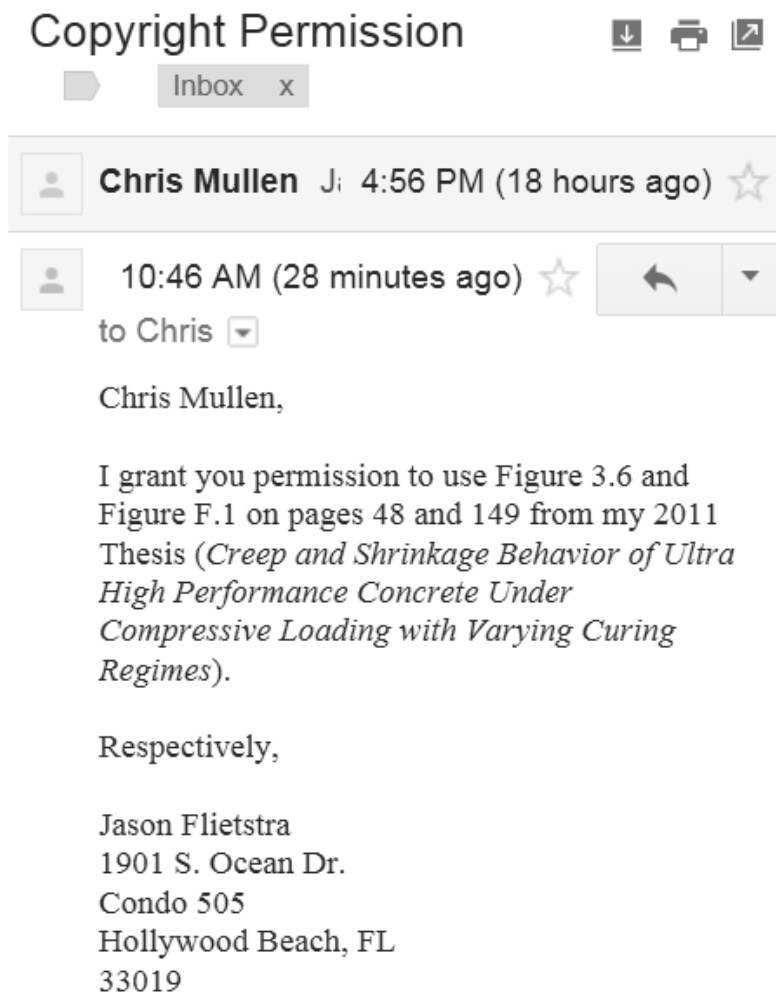 Copyright Permission
Inbox x
Chris Mullen 4:56 PM (18 hours ago)
10:46 AM (28 minutes ago)
to Chris
Chris Mullen,
I grant you permission to use Figure 3.6 and
Figure F.1 on pages 48 and 149 from my 2011
Thesis (Creep and Shrinkage Behavior of Ultra
High Performance Concrete Under
Compressive Loading with Varying Curing
Regimes).
Respectively,
Jason Flietstra
1901 S. Ocean Dr.
Condo 505
Hollywood Beach, FL
33019